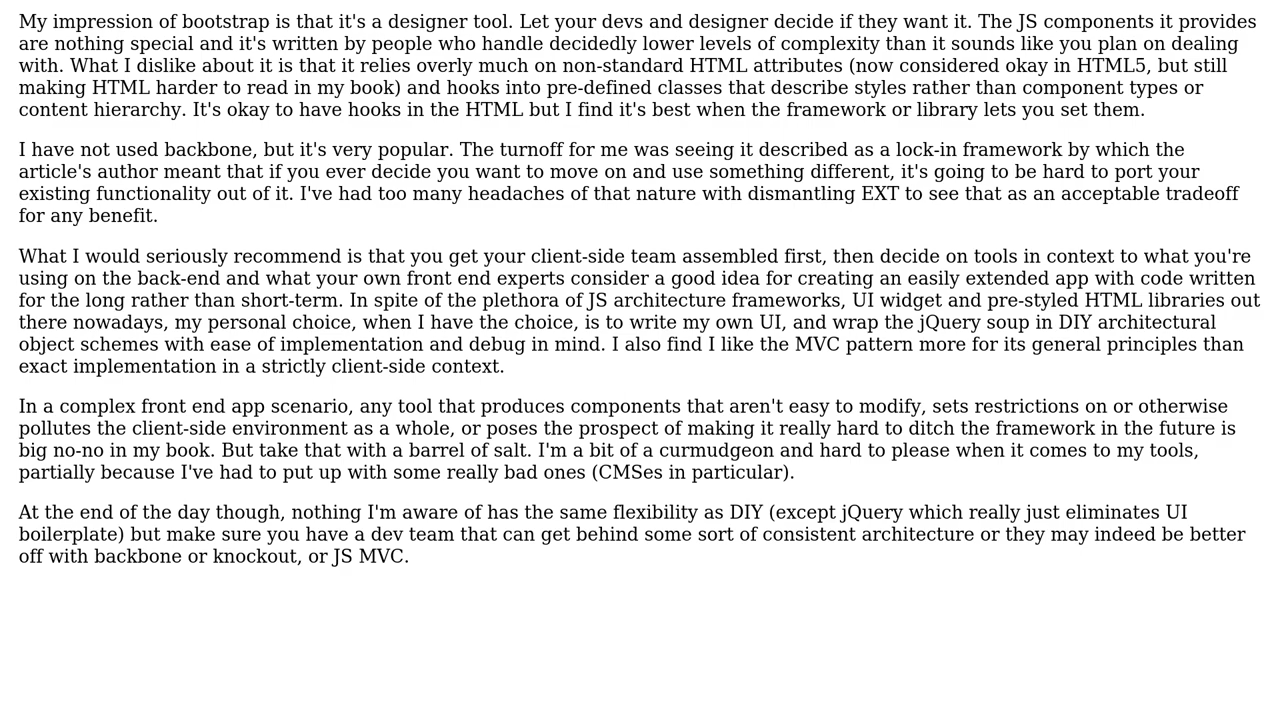 My impression of bootstrap is that it's a designer tool. Let your devs and designer decide if they want it. The JS components it provides
are nothing special and it's written by people who handle decidedly lower levels of complexity than it sounds like you plan on dealing
with. What I dislike about it is that it relies overly much on non-standard HTML attributes (now considered okay in HTML5, but still
making HTML harder to read in my book) and hooks into pre-defined classes that describe styles rather than component types or
content hierarchy. It's okay to have hooks in the HTML but I find it's best when the framework or library lets you set them.
I have not used backbone, but it's very popular. The turnoff for me was seeing it described as a lock-in framework by which the
article's author meant that if you ever decide you want to move on and use something different, it's going to be hard to port your
existing functionality out of it. I've had too many headaches of that nature with dismantling EXT to see that as an acceptable tradeoff
for any benefit.
What I would seriously recommend is that you get your client-side team assembled first, then decide on tools in context to what you're
using on the back-end and what your own front end experts consider a good idea for creating an easily extended app with code written
for the long rather than short-term. In spite of the plethora of JS architecture frameworks, UI widget and pre-styled HTML libraries out
there nowadays, my personal choice, when I have the choice, is to write my own UI, and wrap the jQuery soup in DIY architectural
object schemes with ease of implementation and debug in mind. I also find I like the MVC pattern more for its general principles than
exact implementation in a strictly client-side context.
In a complex front end app scenario, any tool that produces components that aren't easy to modify, sets restrictions on or otherwise
pollutes the client-side environment as a whole, or poses the prospect of making it really hard to ditch the framework in the future is
big no-no in my book. But take that with a barrel of salt. I'm a bit of a curmudgeon and hard to please when it comes to my tools,
partially because I've had to put up with some really bad ones (CMSes in particular).
At the end of the day though, nothing I'm aware of has the same flexibility as DIY (except jQuery which really just eliminates UI
boilerplate) but make sure you have a dev team that can get behind some sort of consistent architecture or they may indeed be better
off with backbone or knockout, or JS MVC.